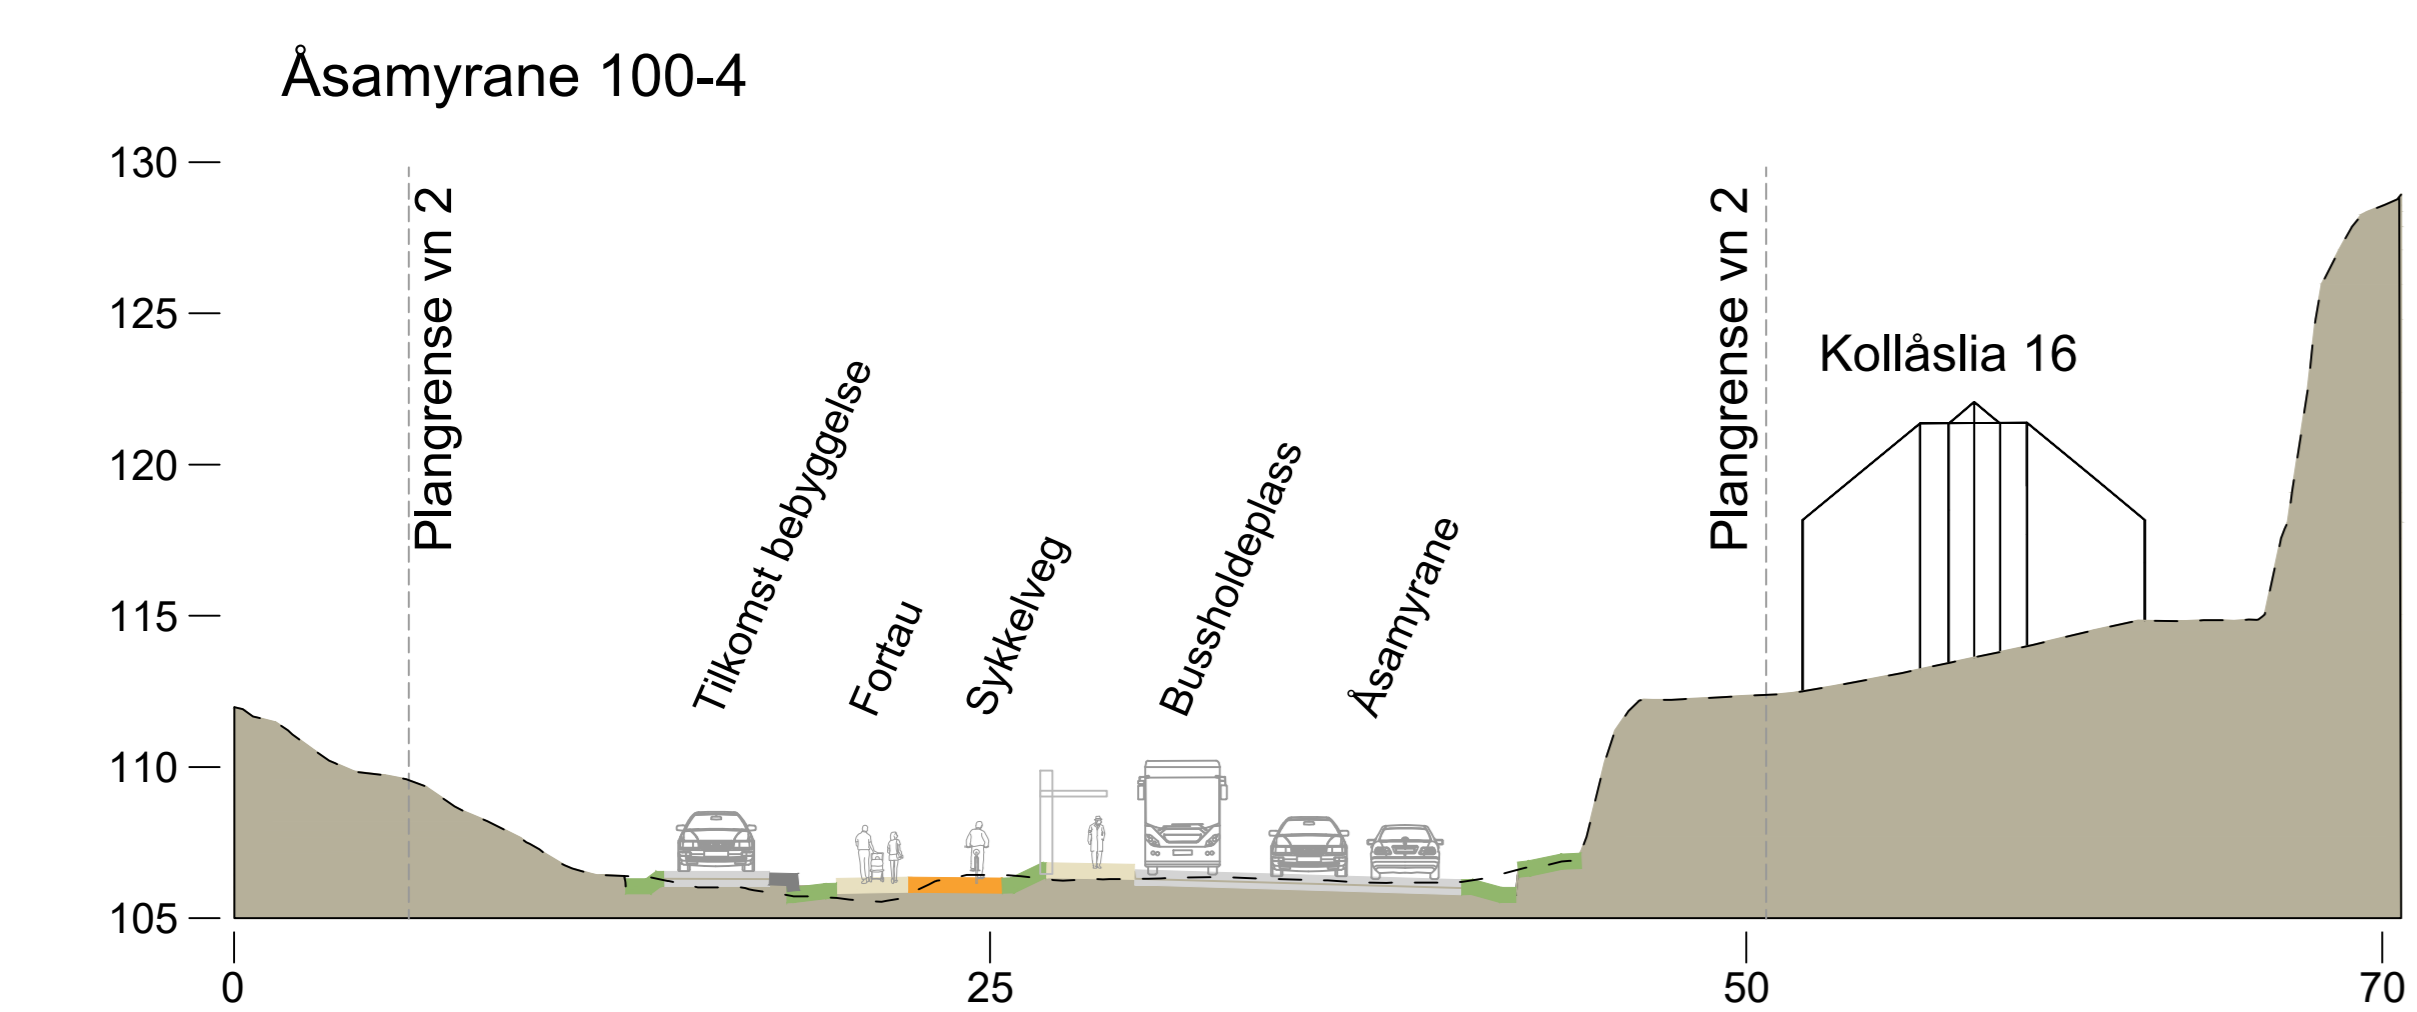 Åsamyrane 100-4
130
125
120
115
110
105
Plangrense vn 2
Tilkomst bebyggelse
Fortau
Sykkelveg
Bussholdeplass
Åsamyrane
Plangrense vn 2
Kollåslia 16
0
25
50
70